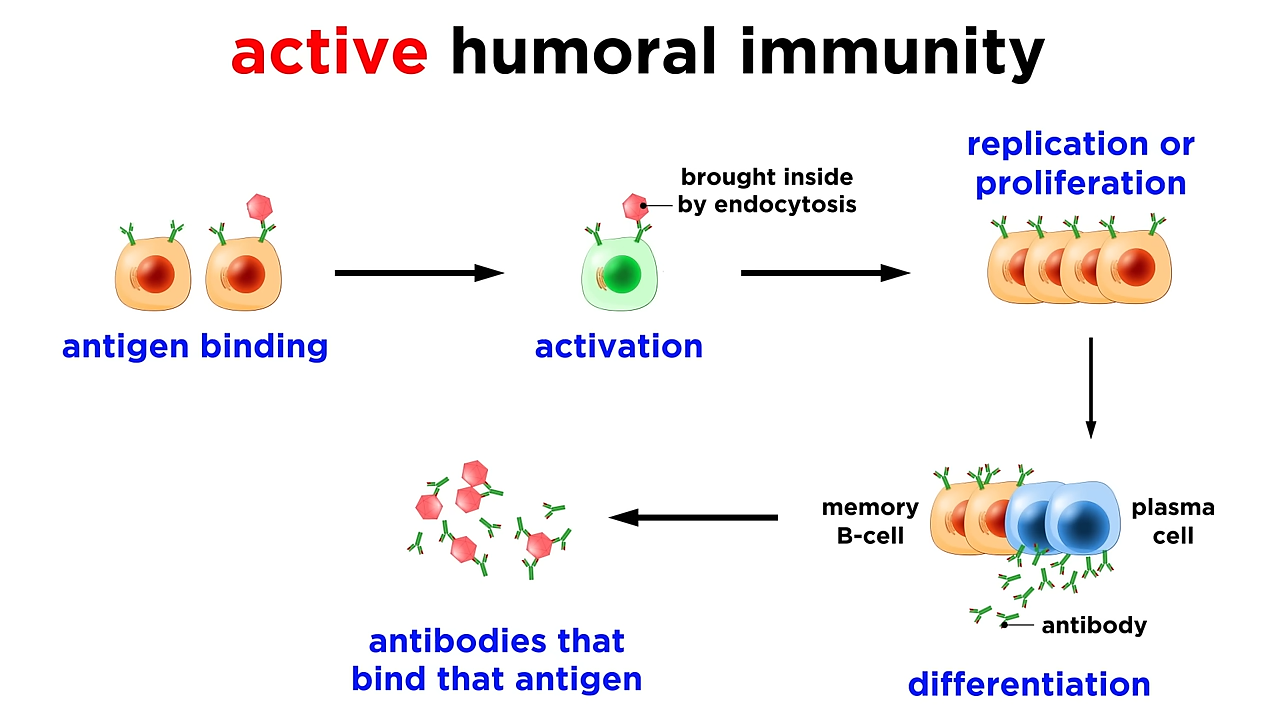 active humoral immunity
replication or
proliferation
brought inside
by endocytosis
antigen binding
activation
memory
B-cell
plasma
cell
antibody
differentiation
antibodies that
bind that antigen